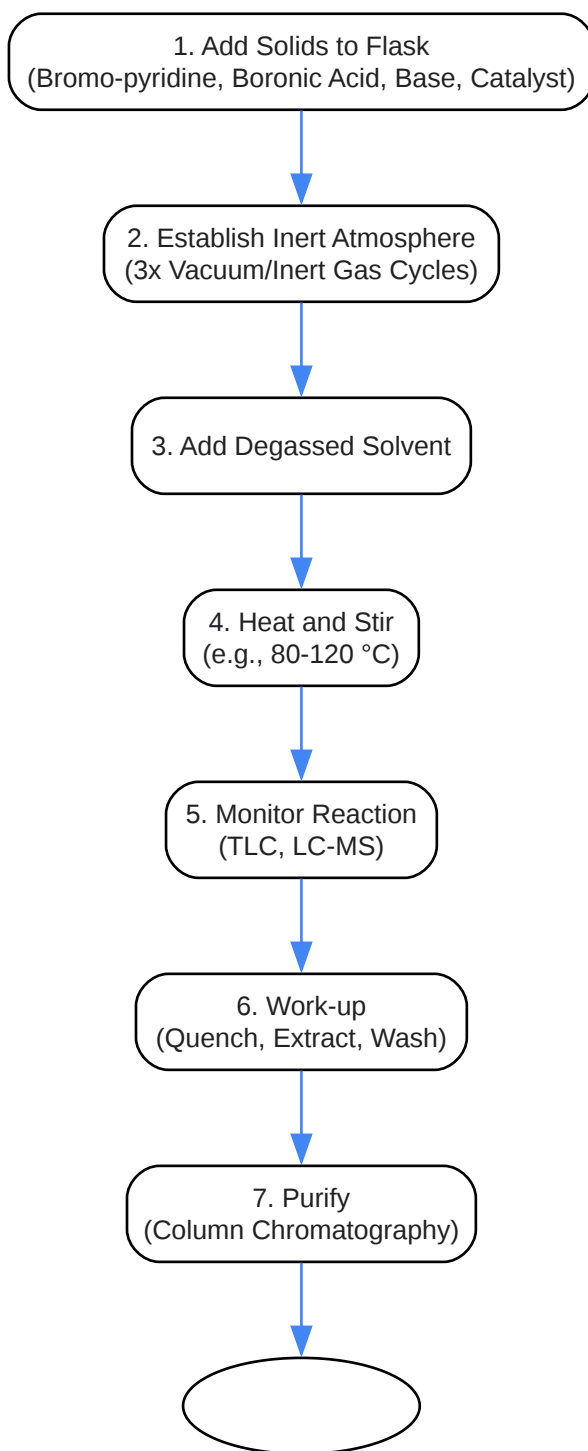 1. Add Solids to Flask
(Bromo-pyridine, Boronic Acid, Base, Catalyst)
2. Establish Inert Atmosphere
(3x Vacuum/Inert Gas Cycles)
3. Add Degassed Solvent
4. Heat and Stir
(e.g., 80-120 °C)
5. Monitor Reaction
(TLC, LC-MS)
6. Work-up
(Quench, Extract, Wash)
7. Purify
(Column Chromatography)